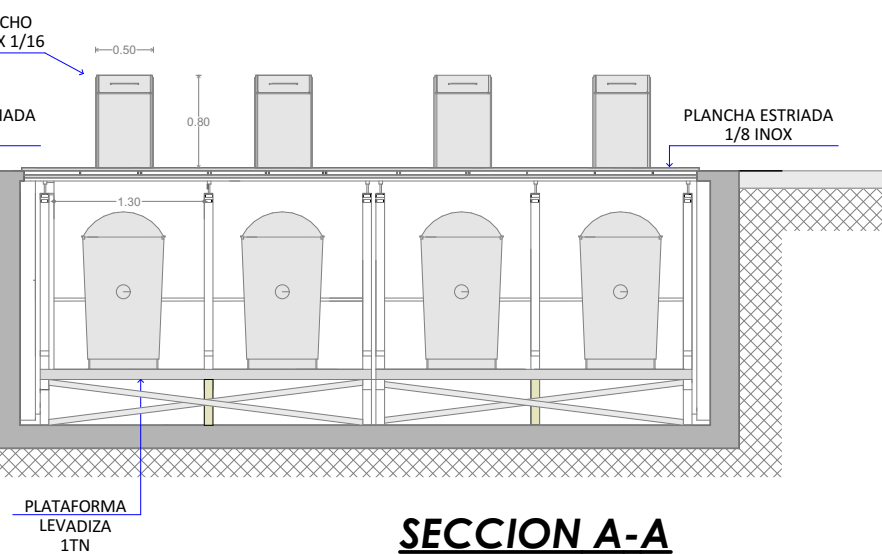 CHO
X 1/16
0.50
0.80
IADA
PLANCHA ESTRIADA
1/8 INOX
1.30
PLATAFORMA
LEVADIZA
1TN
SECCION A-A